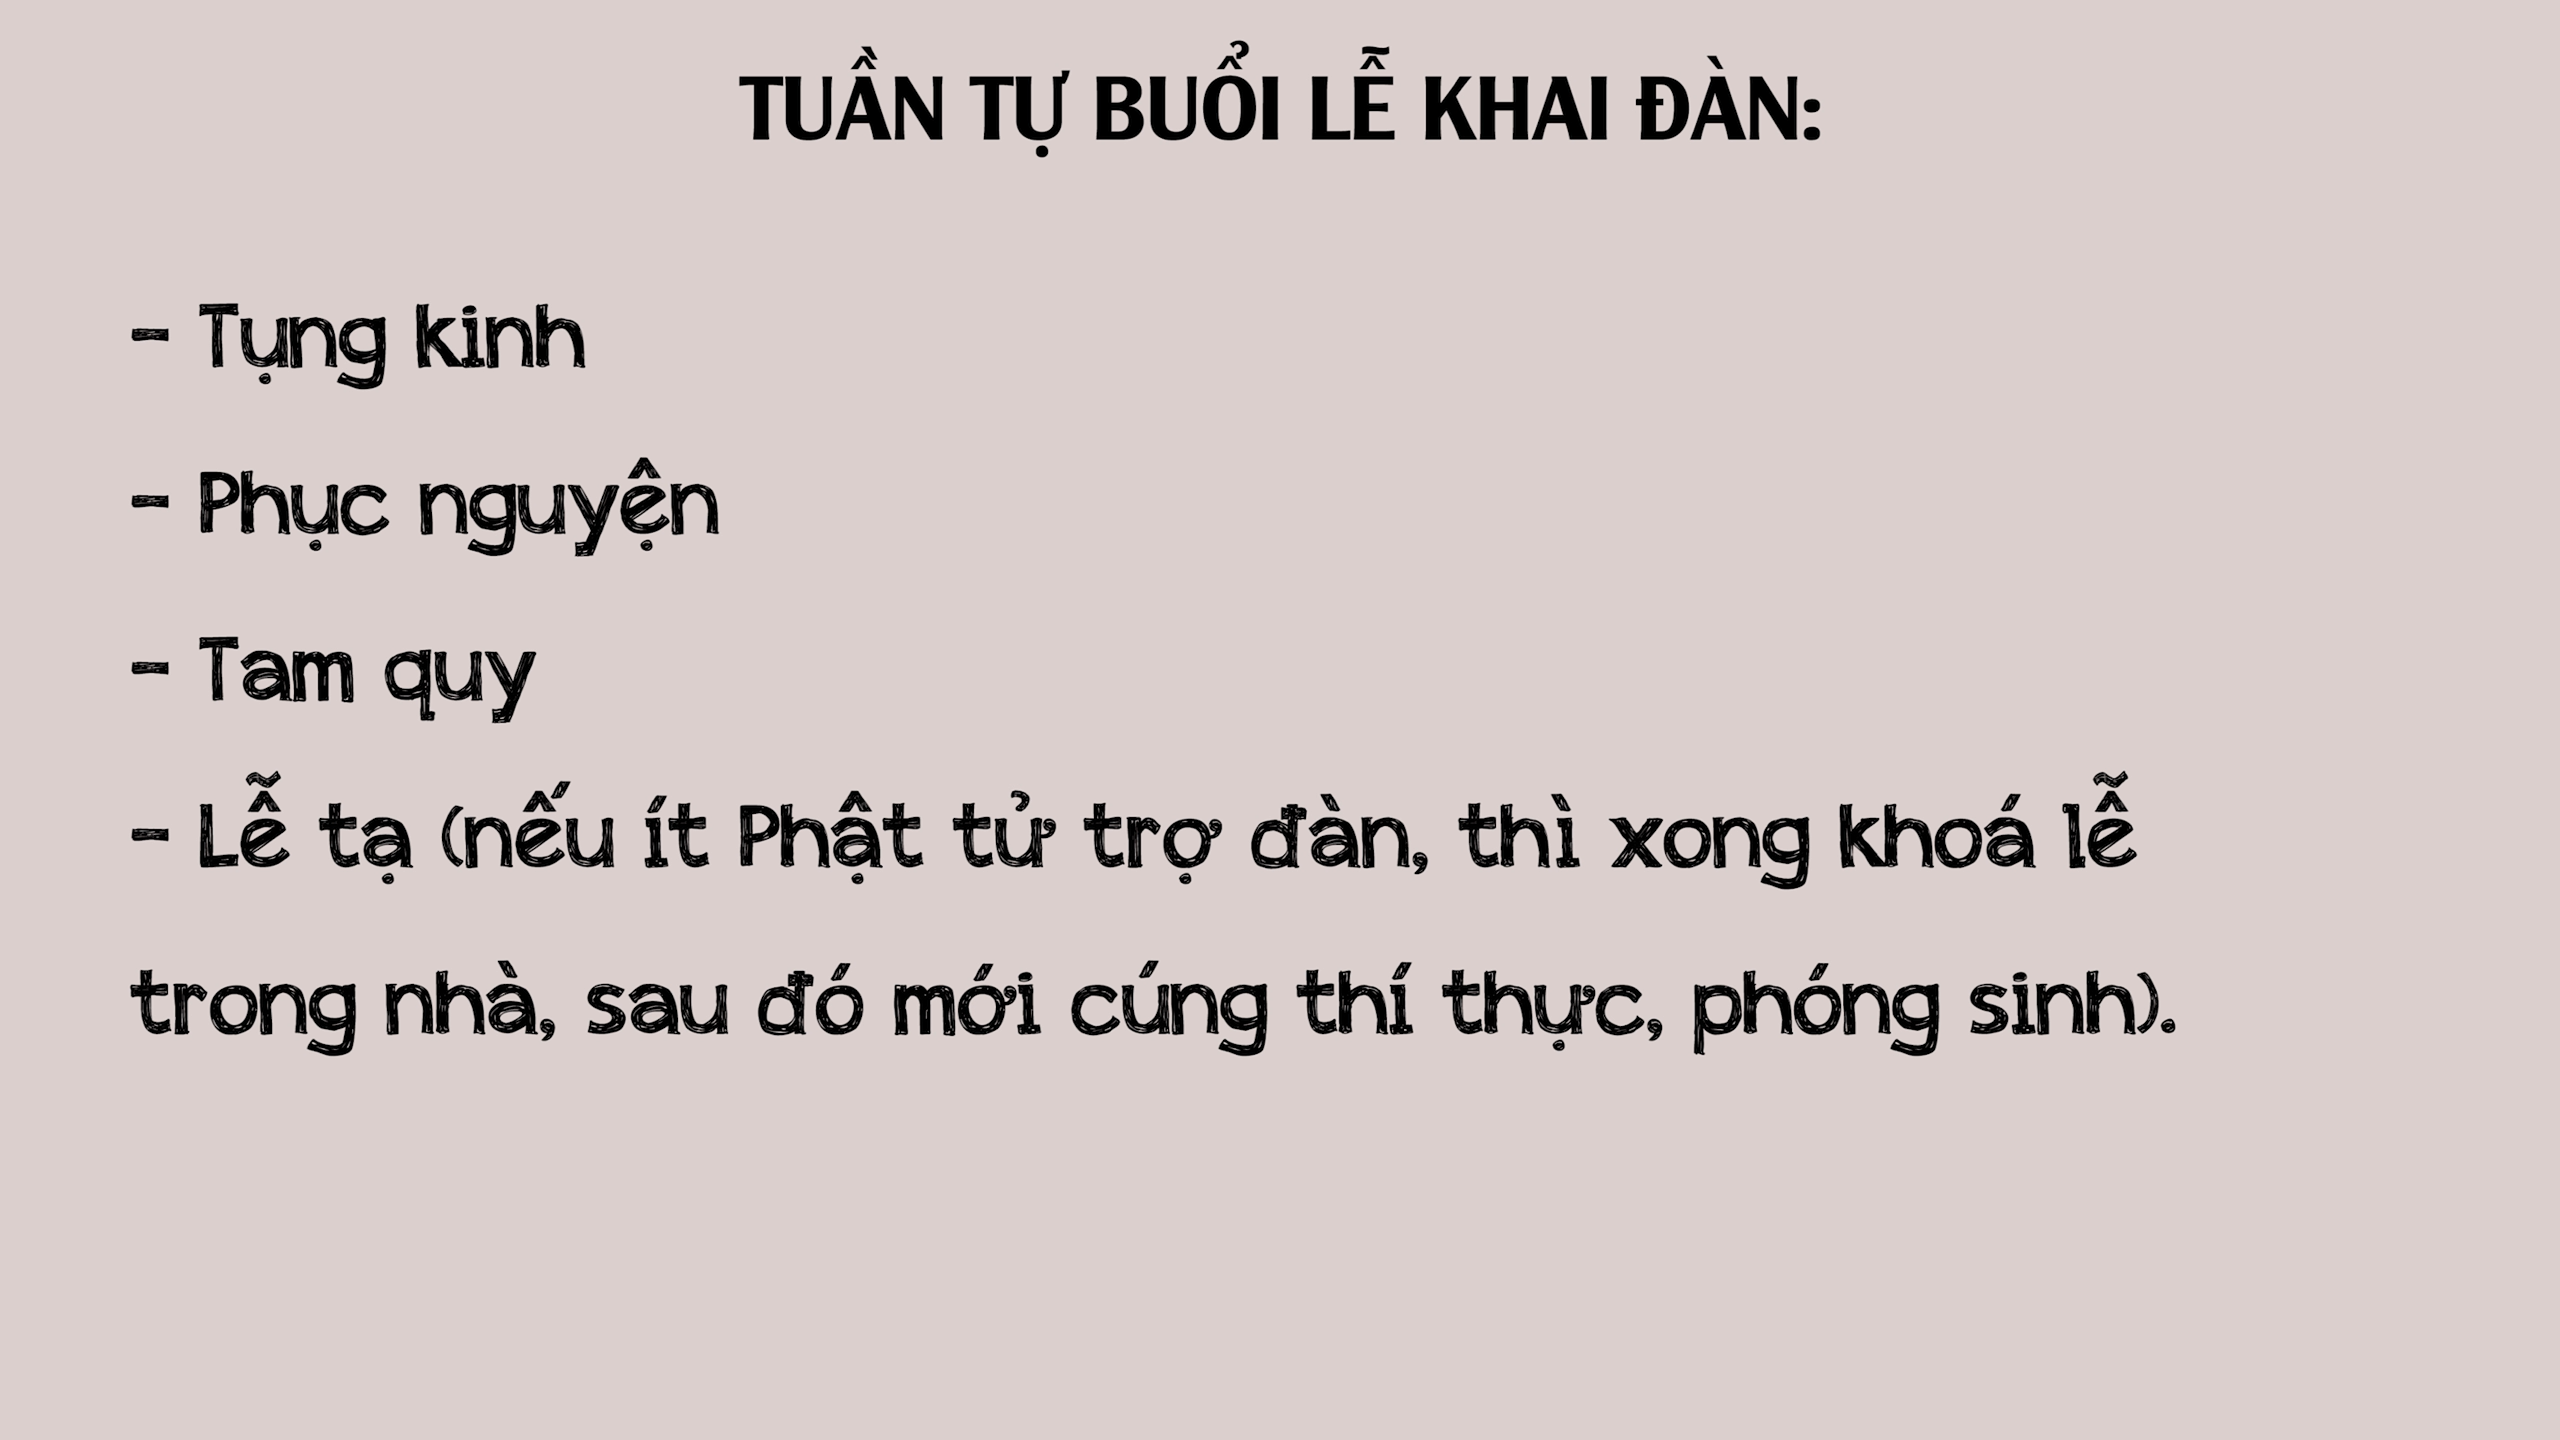 TUẦN TỰ BUỔI LỄ KHAI ĐÀN:
- Tụng kinh
- Phục nguyện
- Tam quy
- Lễ tạ (nếu ít Phật tử trợ đàn, thì xong khoá lễ
trong nhà, sau đó mới cúng thí thực, phóng sinh).